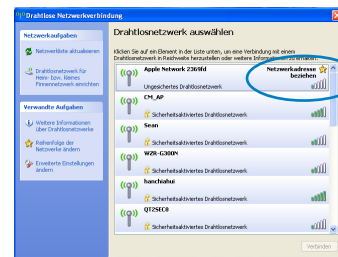 Drahtlose Netzwerkverbindung
Netzwerkaufgaben
Netzwerkliste aktualisieren
Drahtlosnetzwerk für
Heim- bzw. kleines
Firmennetzwerk einrichten
Verwandte Aufgaben
Weitere Informationen
über Drahtlosnetzwerke
Reihenfolge der
Netzwerke ändern
Erweiterte Einstellungen
ändern
Drahtlosnetzwerk auswählen
Klicken Sie auf ein Element in der Liste unten, um eine Verbindung mit einem
Drahtlosnetzwerk in Reichweite herzustellen oder weitere Informationen
Apple Network 2369fd
Netzwerkadresse
beziehen
Ungesichertes Drahtlosnetzwerk
CM_AP
Sicherheitsaktiviertes Drahtlosnetzwerk
Sean
Sicherheitsaktiviertes Drahtlosnetzwerk
WZR-G300N
Sicherheitsaktiviertes Drahtlosnetzwerk
hanchiahui
Sicherheitsaktiviertes Drahtlosnetzwerk
QT2SEC8
Sicherheitsaktiviertes Drahtlosnetzwerk
Verbinden